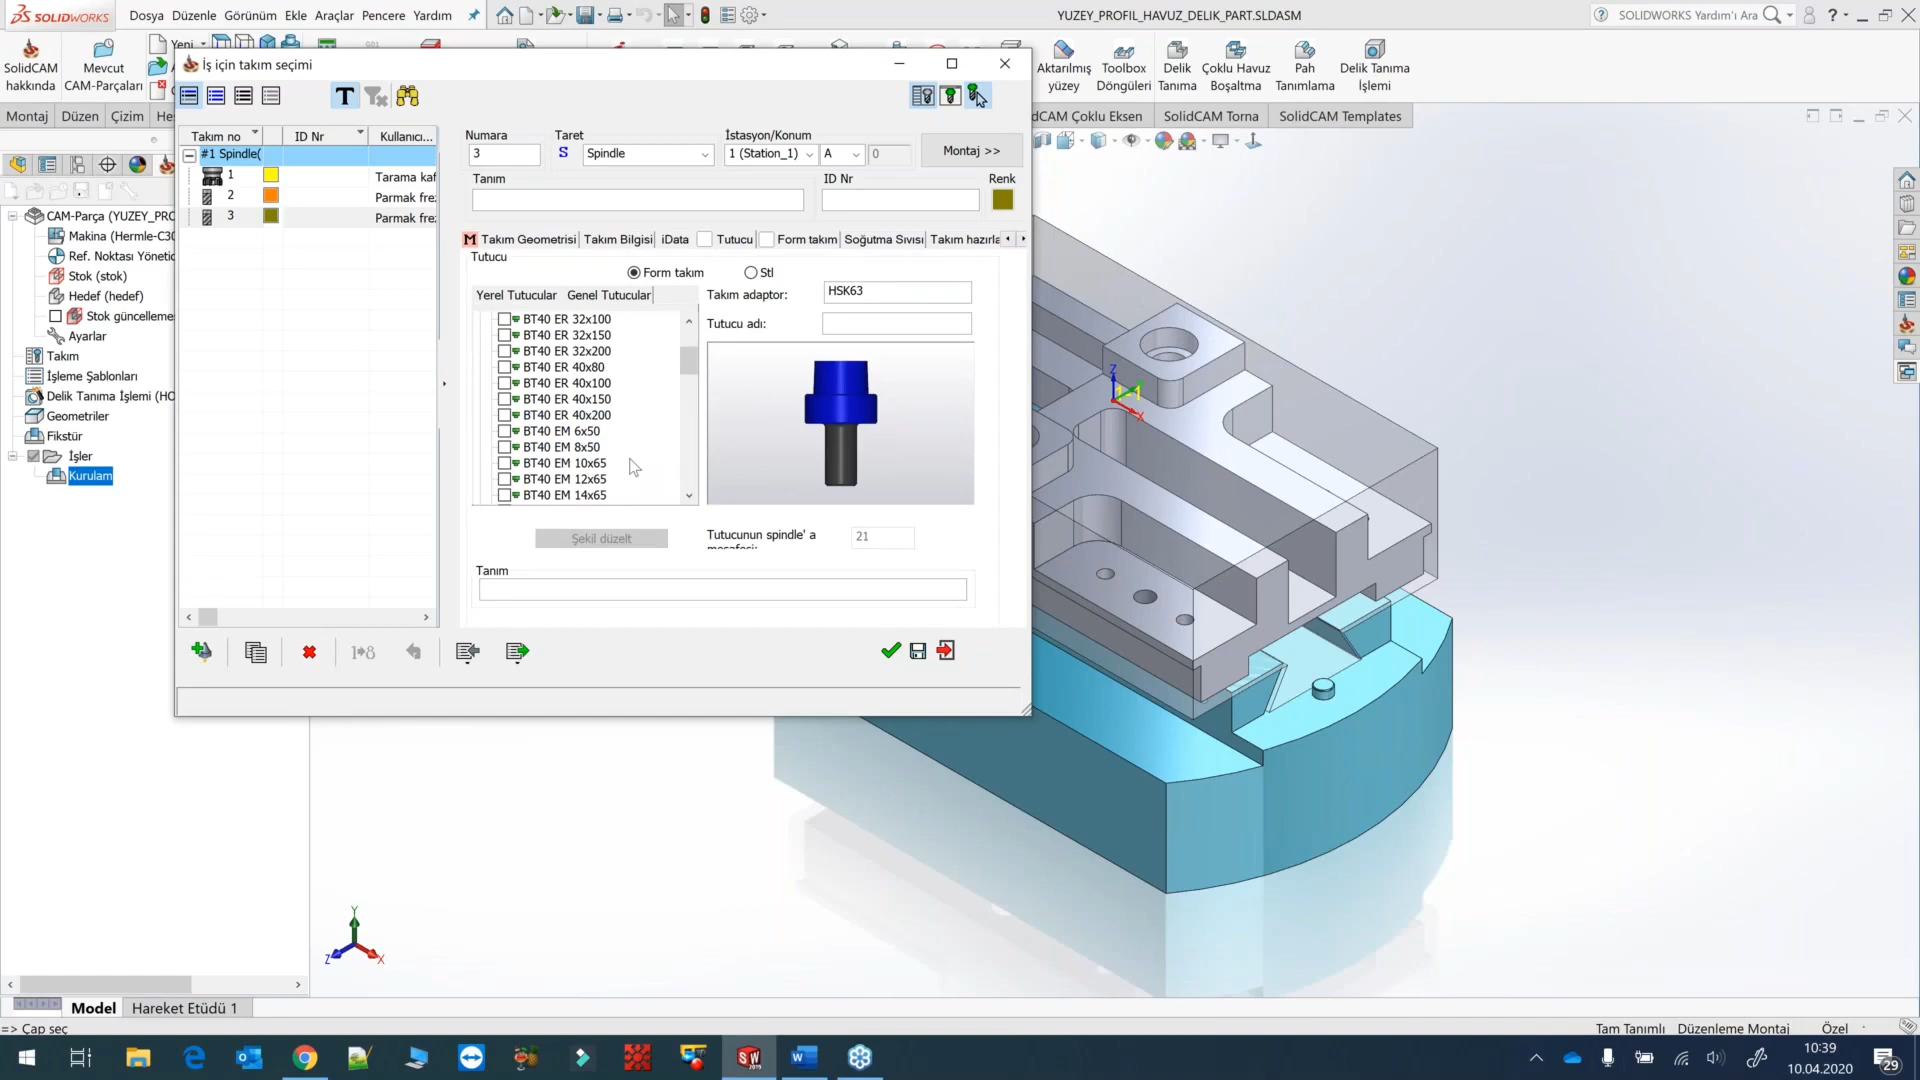 SOLIDWORKS
Dosya Düzenle Görünüm Ekle Araçlar Pencere Yardım
YUZEY_PROFIL_HAVUZ_DELIK_PART.SLDASM
SOLIDWORKS Yardım'ı Ara
SolidCAM hakkında
Mevcut CAM-Parçaları
Yeni
Aktarılmış yüzey
Toolbox Döngüleri
Delik Tanıma
Çoklu Havuz Boşaltma
Pah Tanımlama
Delik Tanıma İşlemi
Montaj Düzen Çizim He
dCAM Çoklu Eksen SolidCAM Torna SolidCAM Templates
CAM-Parça (YUZEY_PRC
Makina (Hermle-C30
Ref. Noktası Yönetic
Stok (stok)
Hedef (hedef)
Stok güncelleme
Ayarlar
Takım
İşleme Şablonları
Delik Tanıma İşlemi (HO
Geometriler
Fikstür
İşler
Kurulam
İş için takım seçimi
Takım no ID Nr Kullanıcı...
#1 Spindle(
1 Tarama kaf
2 Parmak fre
3 Parmak fre
Numara Taret İstasyon/Konum
3 S Spindle 1 (Station_1) A 0 Montaj >>
Tanım ID Nr Renk
M Takım Geometrisi Takım Bilgisi iData Tutucu Form takım Soğutma Sıvısı Takım hazırla
Tutucu
Form takım Stl
Yerel Tutucular Genel Tutucular
Takım adaptor: HSK63
Tutucu adı:
BT40 ER 32x100
BT40 ER 32x150
BT40 ER 32x200
BT40 ER 40x80
BT40 ER 40x100
BT40 ER 40x150
BT40 ER 40x200
BT40 EM 6x50
BT40 EM 8x50
BT40 EM 10x65
BT40 EM 12x65
BT40 EM 14x65
Şekil düzelt
Tutucunun spindle' a
21
Tanım
Z
X
Y
Z X
Model Hareket Etüdü 1
=> Çap seç
Tam Tanımlı Düzenleme Montaj Özel
10:39
10.04.2020
29